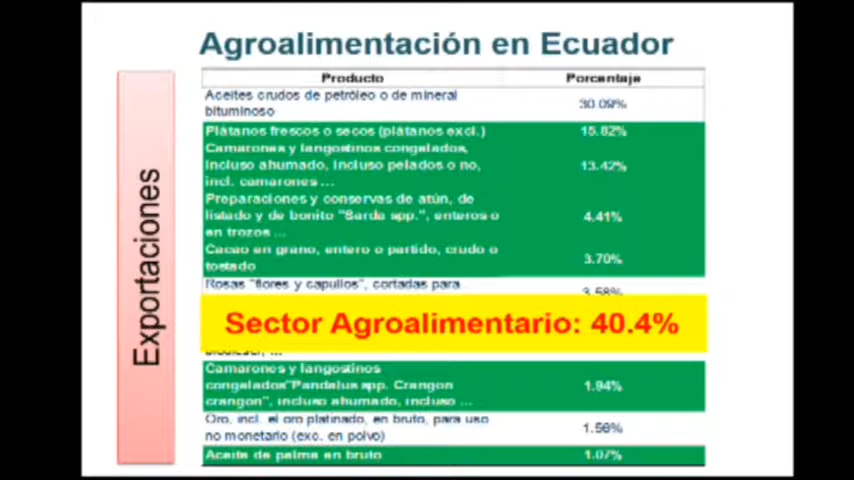 Agroalimentación en Ecuador
Exportaciones
Producto Porcentaje
Aceites crudos de petróleo o de mineral
bituminoso 30.09%
Plátanos frescos o secos (plátanos excl.) 15.82%
Camarones y langostinos congelados,
incluso ahumado, incluso pelados o no,
incl. camarones ... 13.42%
Preparaciones y conservas de atún, de
listado y de bonito "Sarda spp.", enteros o
en trozos ... 4.41%
Cacao en grano, entero o partido, crudo o
tostado 3.70%
Rosas "flores y capullos", cortadas para 3.58%
Sector Agroalimentario: 40.4%
Camarones y langostinos
congelados"Pandalus spp. Crangon
crangon", incluso ahumado, incluso ... 1.94%
Oro, incl. el oro platinado, en bruto, para uso
no monetario (exc. en polvo) 1.56%
Aceite de palma en bruto 1.07%